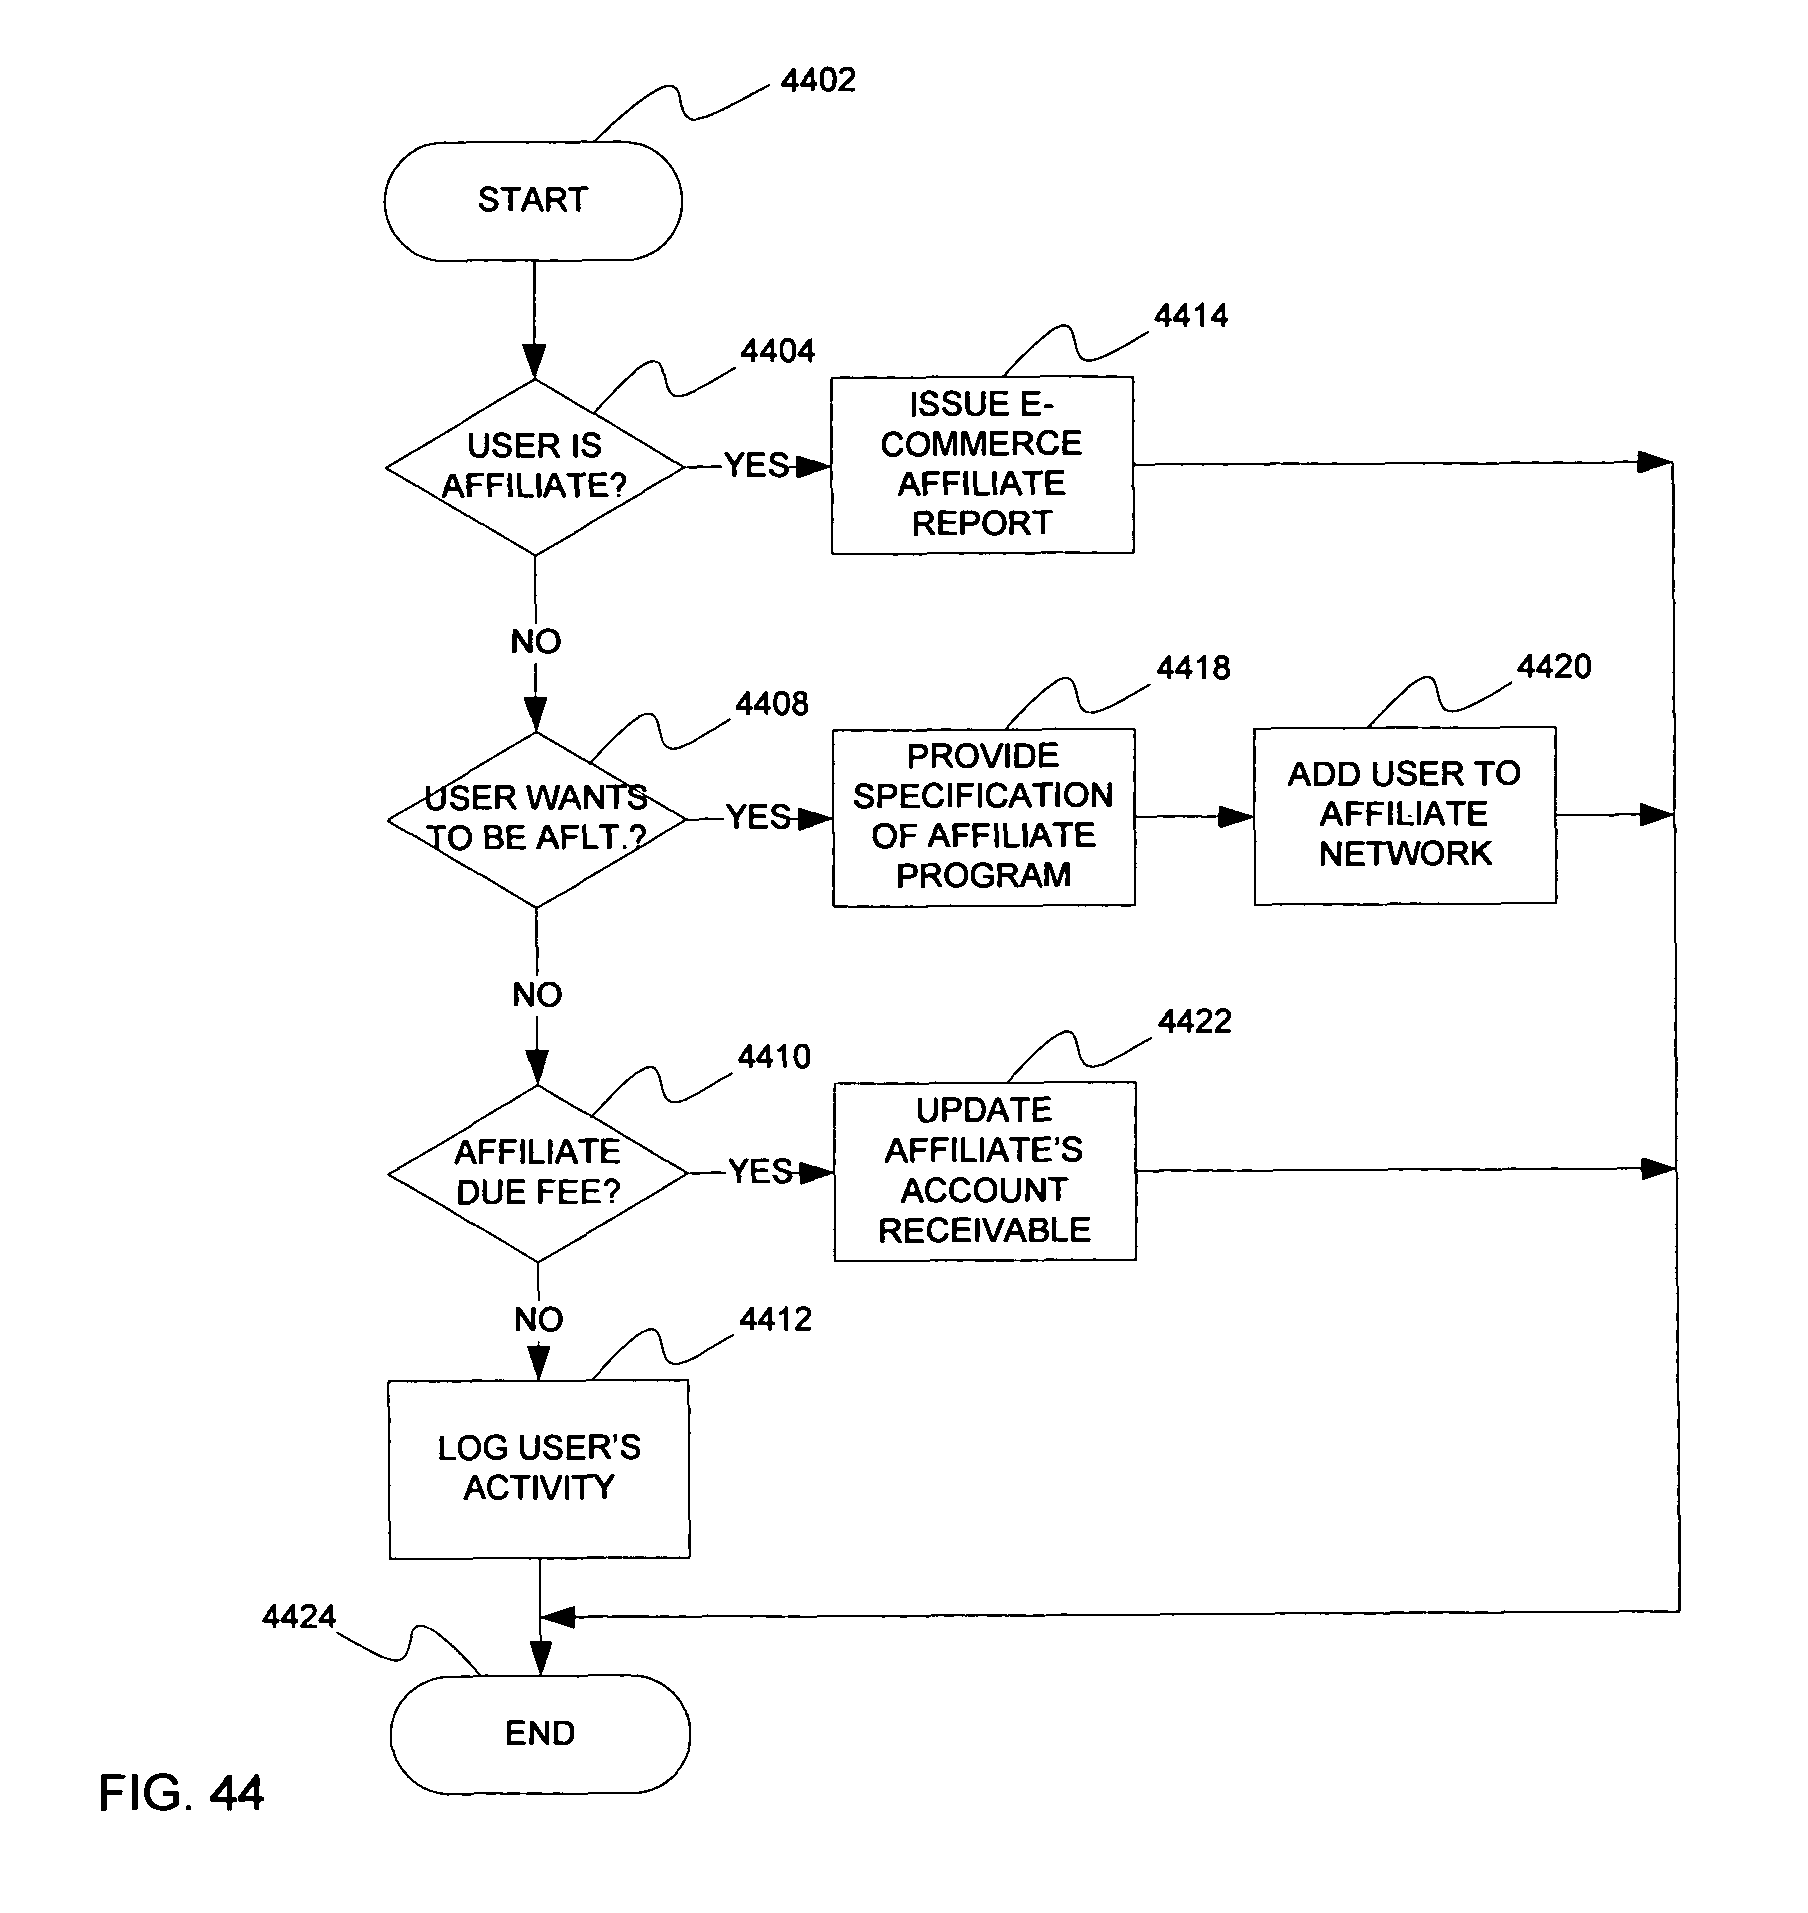 4402
START
4414
4404
ISSUE E-
COMMERCE
AFFILIATE
REPORT
USER IS
AFFILIATE?
YES
NO
4418
4420
4408
PROVIDE
SPECIFICATION
OF AFFILIATE
PROGRAM
ADD USER TO
AFFILIATE
NETWORK
USER WANTS
TO BE AFLT.?
YES
NO
4422
4410
UPDATE
AFFILIATE'S
ACCOUNT
RECEIVABLE
AFFILIATE
DUE FEE?
YES
NO
4412
LOG USER'S
ACTIVITY
4424
END
FIG. 44